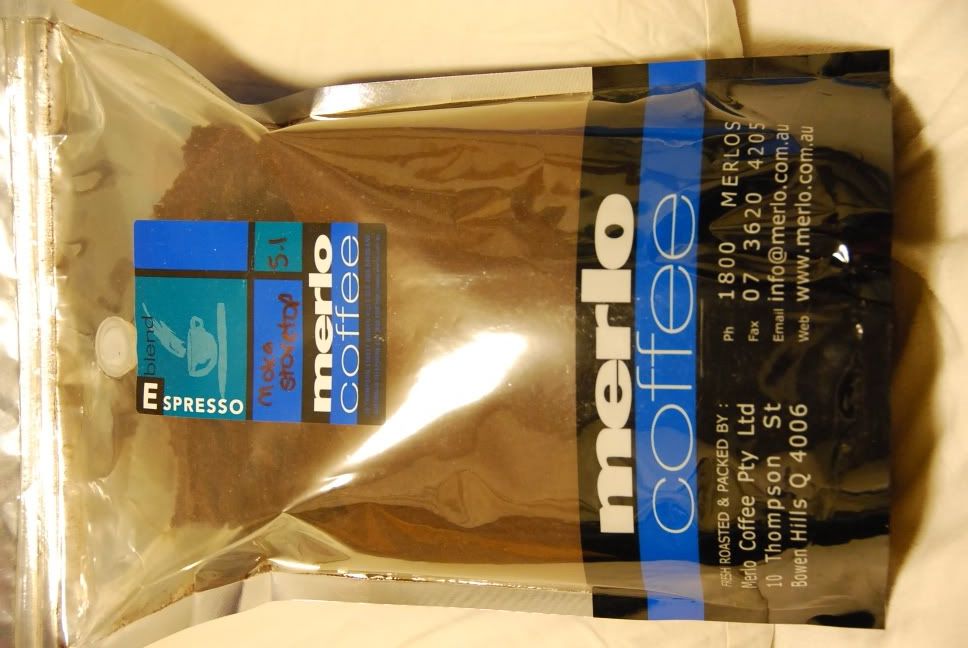 blend
ESPRESSO
5.1
merlo
coffee
merlo
coffee
FRESH ROASTED & PACKED BY :
Merlo Coffee Pty Ltd
10 Thompson St
Bowen Hills Q 4006
Ph 1800 MERLOS
Fax 07 3620 4205
Email info@merlo.com.au
Web www.merlo.com.au